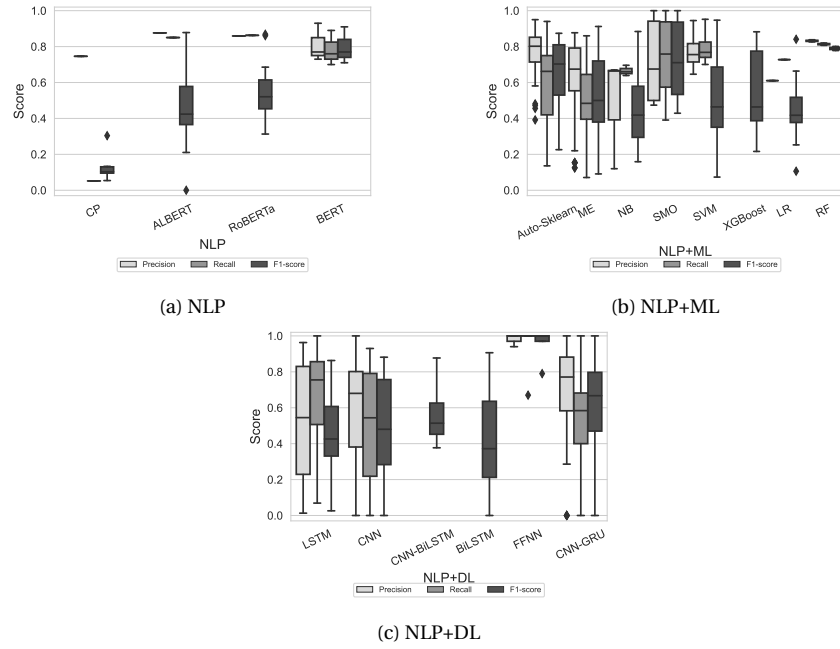 1.0
0.8
0.6
0.4
0.2
0.0
Score
CP
ALBERT
RoBERTa
BERT
NLP
Precision Recall F1-score
(a) NLP
1.0
0.8
0.6
0.4
0.2
0.0
Score
Auto-Sklearn
ME
NB
SMO
SVM
XGBoost
LR
RF
NLP+ML
Precision Recall F1-score
(b) NLP+ML
1.0
0.8
0.6
0.4
0.2
0.0
Score
LSTM
CNN
CNN-BiLSTM
BiLSTM
FFNN
CNN-GRU
NLP+DL
Precision Recall F1-score
(c) NLP+DL